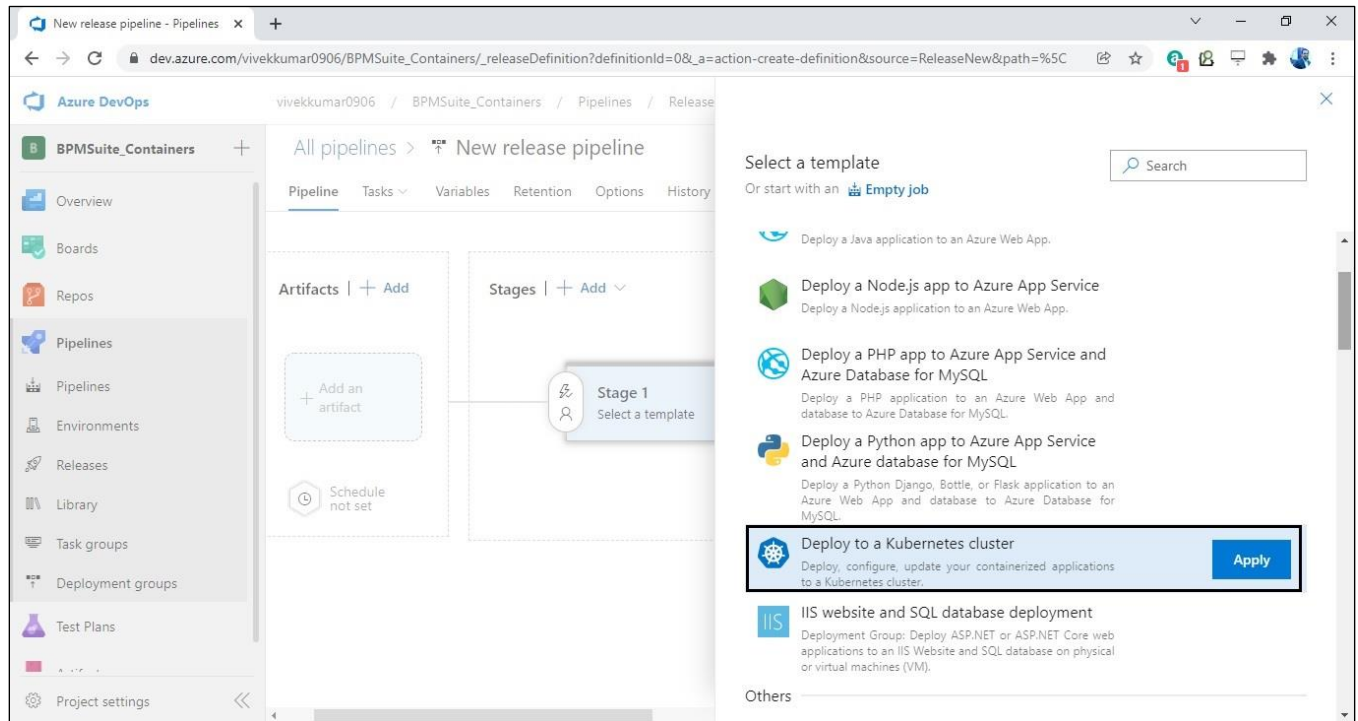 New release pipeline - Pipelines
dev.azure.com/vivekkumar0906/BPMSuite_Containers/_releaseDefinition?definitionId=0&_a=action-create-definition&source=ReleaseNew&path=%5C
1
Azure DevOps
vivekkumar0906 / BPMSuite_Containers / Pipelines / Release
B BPMSuite_Containers
Overview
Boards
Repos
Pipelines
Pipelines
Environments
Releases
Library
Task groups
Deployment groups
Test Plans
Project settings
All pipelines > New release pipeline
Pipeline Tasks Variables Retention Options History
Artifacts | + Add
Stages | + Add
+ Add an
artifact
Schedule
not set
Stage 1
Select a template
Select a template
Search
Or start with an Empty job
Deploy a Java application to an Azure Web App.
Deploy a Node.js app to Azure App Service
Deploy a Node.js application to an Azure Web App.
Deploy a PHP app to Azure App Service and
Azure Database for MySQL
Deploy a PHP application to an Azure Web App and
database to Azure Database for MySQL.
Deploy a Python app to Azure App Service
and Azure database for MySQL
Deploy a Python Django, Bottle, or Flask application to an
Azure Web App and database to Azure Database for
MySQL.
Deploy to a Kubernetes cluster
Deploy, configure, update your containerized applications
to a Kubernetes cluster.
Apply
IIS
IIS website and SQL database deployment
Deployment Group: Deploy ASP.NET or ASP.NET Core web
applications to an IIS Website and SQL database on physical
or virtual machines (VM).
Others